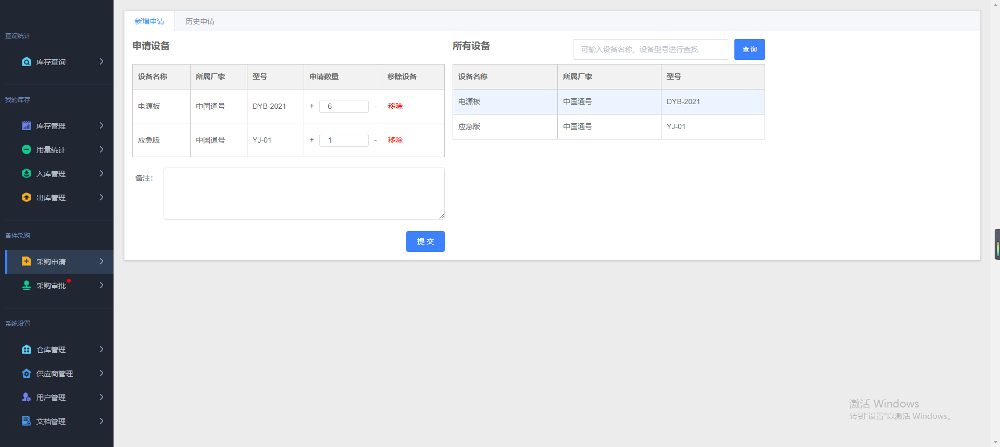 查询统计
库存查询
我的库存
库存管理
用量统计
入库管理
出库管理
备件采购
采购申请
采购审批
系统设置
仓库管理
供应商管理
用户管理
文档管理
新增申请 历史申请
申请设备
设备名称 所属厂家 型号 申请数量 移除设备
电源板 中国通号 DYB-2021 + 6 - 移除
应急版 中国通号 YJ-01 + 1 - 移除
备注：
提 交
所有设备 可输入设备名称、设备型号进行查找 查 询
设备名称 所属厂家 型号
电源板 中国通号 DYB-2021
应急版 中国通号 YJ-01
激活 Windows
转到"设置"以激活 Windows。